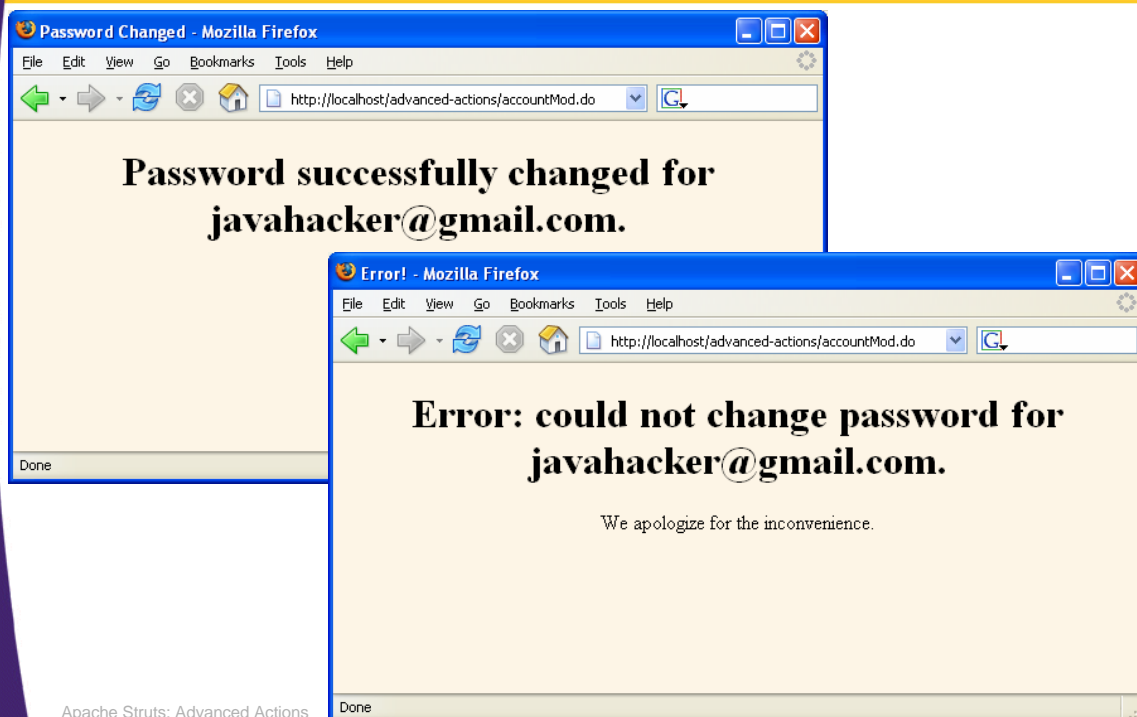 Password Changed - Mozilla Firefox
File Edit View Go Bookmarks Tools Help
http://localhost/advanced-actions/accountMod.do
G
Password successfully changed for
javahacker@gmail.com.
Done
Error! - Mozilla Firefox
File Edit View Go Bookmarks Tools Help
http://localhost/advanced-actions/accountMod.do
G
Error: could not change password for
javahacker@gmail.com.
We apologize for the inconvenience.
Done
Apache Struts: Advanced Actions